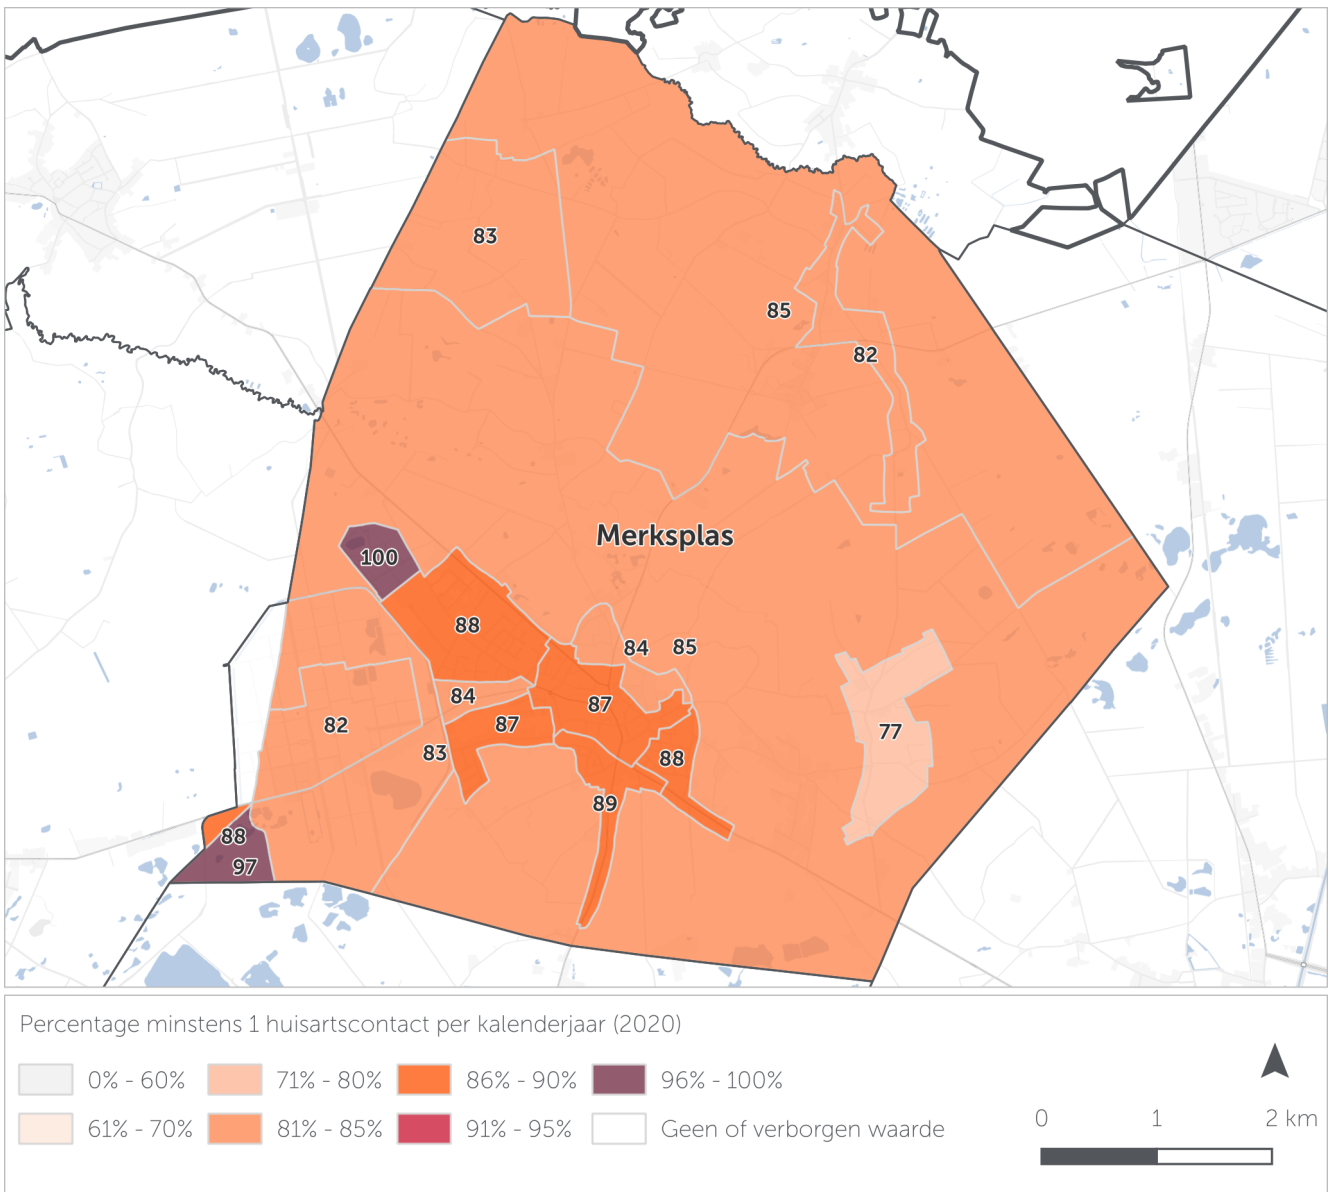 83
85
82
Merksplas
100
88
84
85
84
87
82
87
83
88
89
77
88
97
Percentage minstens 1 huisartscontact per kalenderjaar (2020)
0% - 60%
71% - 80%
86% - 90%
96% - 100%
61% - 70%
81% - 85%
91% - 95%
Geen of verborgen waarde
0 1 2 km